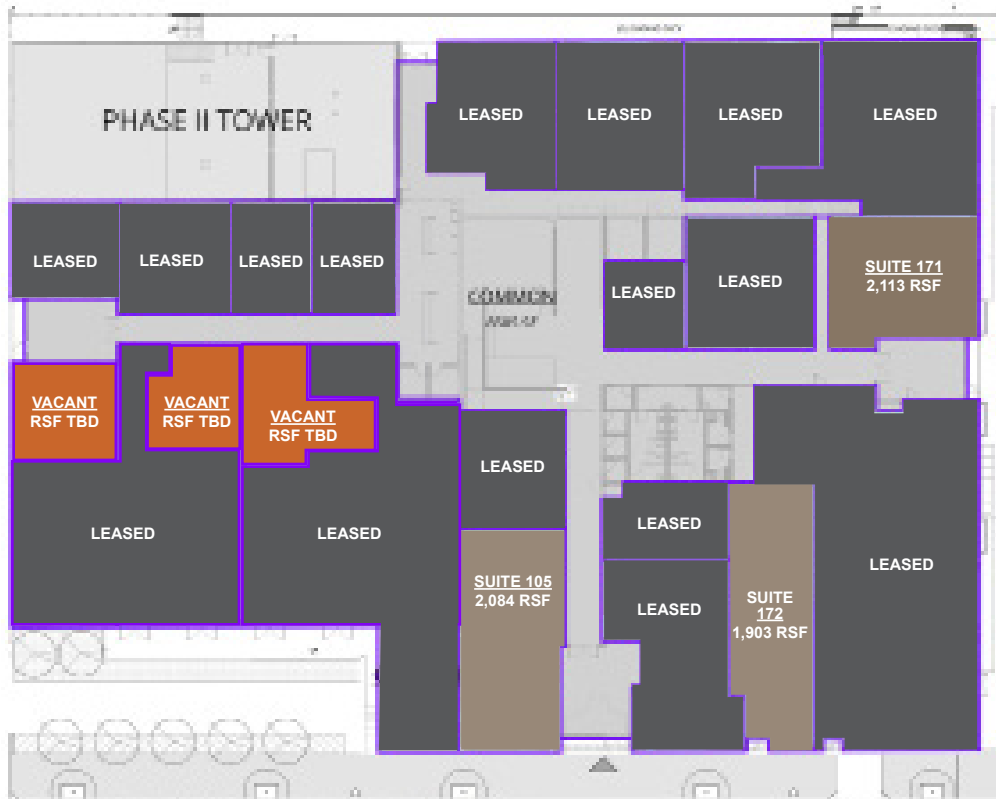 PHASE II TOWER
LEASED
LEASED
LEASED
LEASED
LEASED
LEASED
LEASED
LEASED
COMMON
LEASED
LEASED
SUITE 171
2,113 RSF
VACANT
RSF TBD
VACANT
RSF TBD
VACANT
RSF TBD
LEASED
LEASED
LEASED
SUITE 105
2,084 RSF
LEASED
LEASED
SUITE
172
1,903 RSF
LEASED